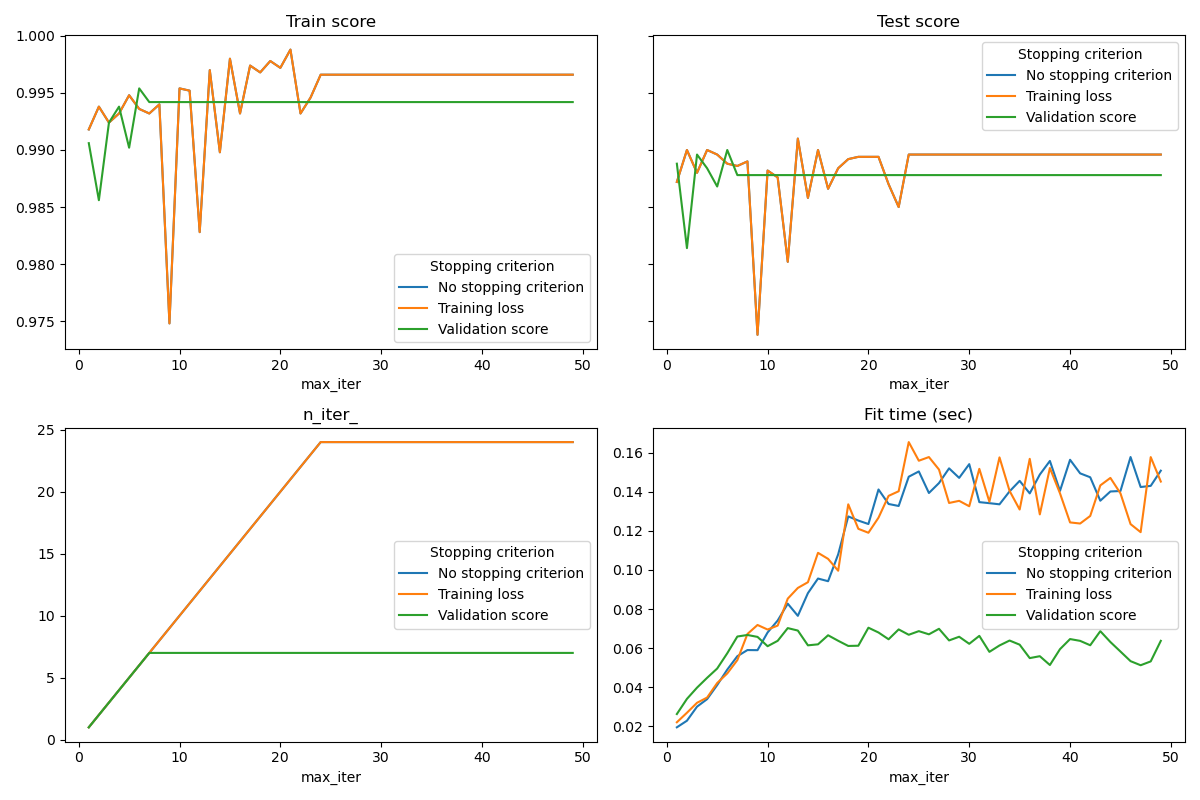 Train score
1.000
0.995
0.990
0.985
0.980
0.975
Stopping criterion
No stopping criterion
Training loss
Validation score
0 10 20 30 40 50
max_iter
Test score
Stopping criterion
No stopping criterion
Training loss
Validation score
0 10 20 30 40 50
max_iter
n_iter_
25
20
15
10
5
0
Stopping criterion
No stopping criterion
Training loss
Validation score
0 10 20 30 40 50
max_iter
Fit time (sec)
0.16
0.14
0.12
0.10
0.08
0.06
0.04
0.02
Stopping criterion
No stopping criterion
Training loss
Validation score
0 10 20 30 40 50
max_iter